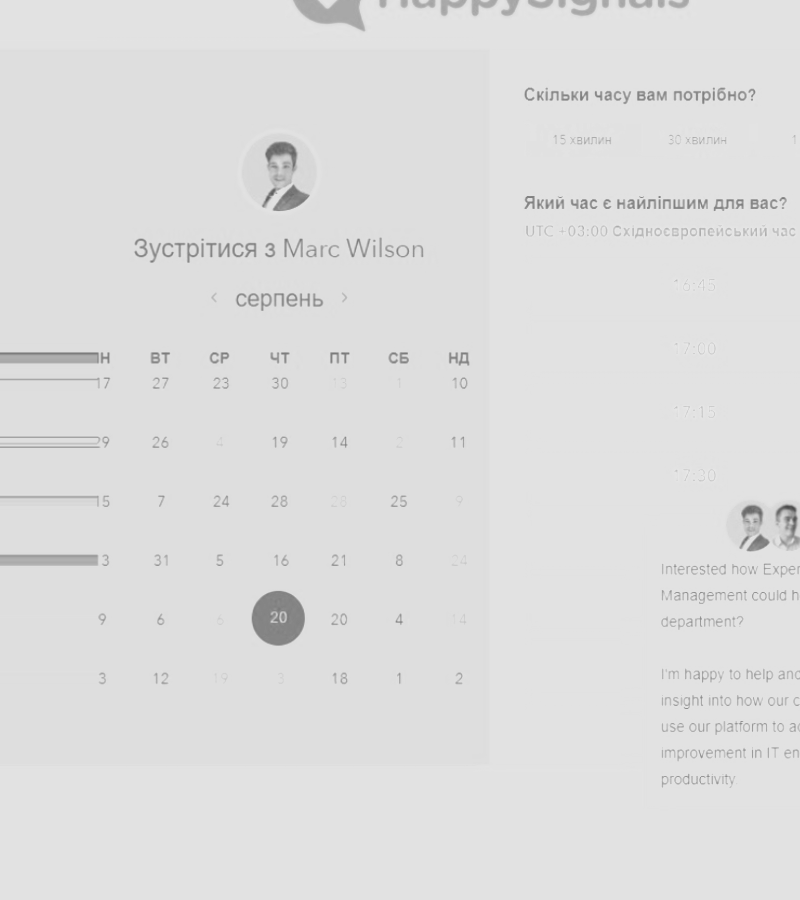 HappySignals
Зустрітися з Marc Wilson
‹ серпень ›
Н ВТ СР ЧТ ПТ СБ НД
17 27 23 30 13 1 10
29 26 4 19 14 2 11
15 7 24 28 28 25 9
3 31 5 16 21 8 24
9 6 6 20 20 4 14
3 12 19 3 18 1 2
Скільки часу вам потрібно?
15 хвилин 30 хвилин 1
Який час є найліпшим для вас?
UTC +03:00 Східноєвропейський час
16:45
17:00
17:15
17:30
Interested how Exper
Management could h
department?
I'm happy to help and
insight into how our c
use our platform to ac
improvement in IT en
productivity.